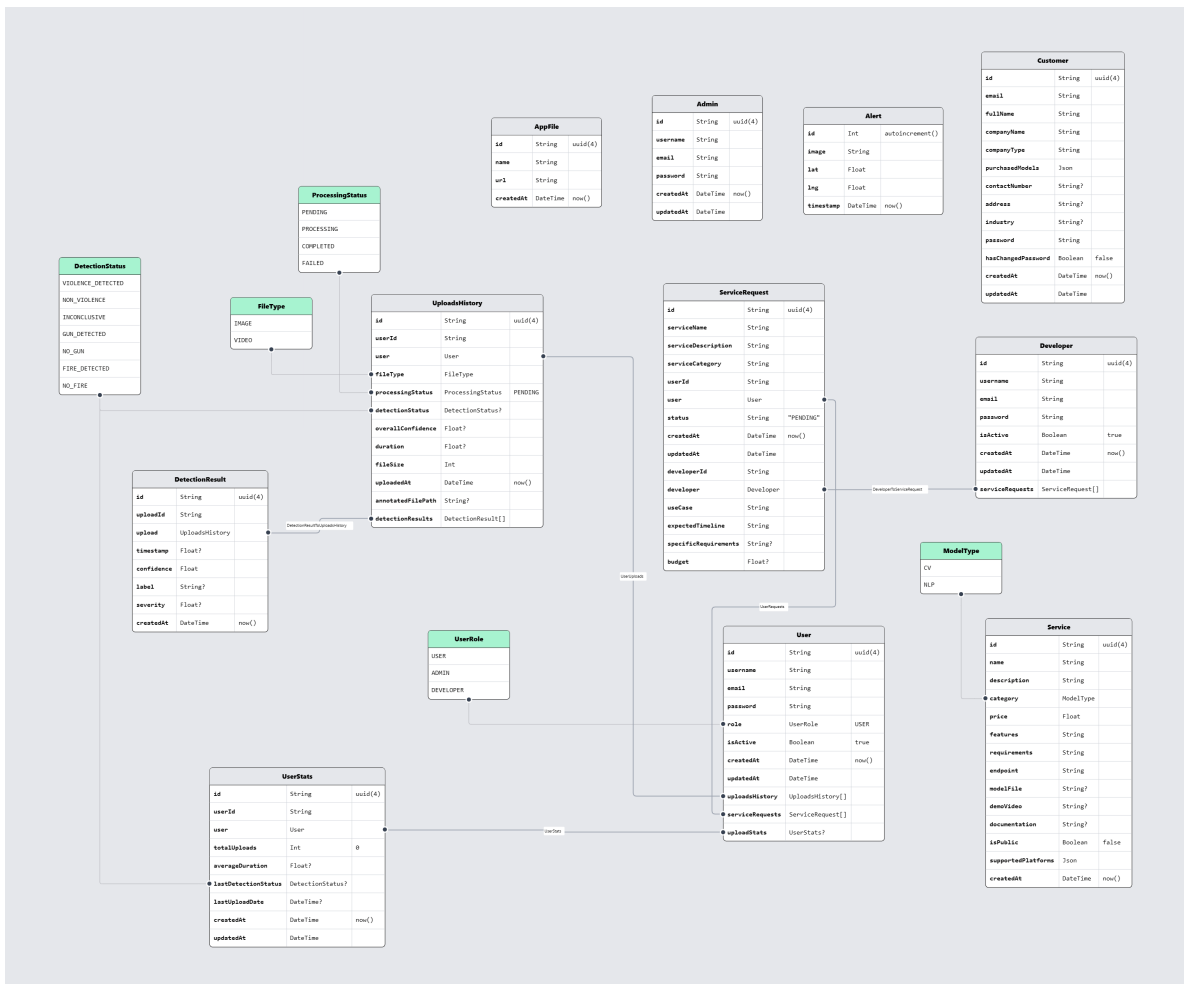 Customer
id String uuid(4)
email String
fullName String
companyName String
companyType String
purchasedModels Json
contactNumber String?
address String?
industry String?
password String
hasChangedPassword Boolean false
createdAt DateTime now()
updatedAt DateTime
Admin
id String uuid(4)
username String
email String
password String
createdAt DateTime now()
updatedAt DateTime
Alert
id Int autoincrement()
image String
lat Float
lng Float
timestamp DateTime now()
AppFile
id String uuid(4)
name String
url String
createdAt DateTime now()
ProcessingStatus
PENDING
PROCESSING
COMPLETED
FAILED
DetectionStatus
VIOLENCE_DETECTED
NON_VIOLENCE
INCONCLUSIVE
GUN_DETECTED
NO_GUN
FIRE_DETECTED
NO_FIRE
FileType
IMAGE
VIDEO
UploadsHistory
id String uuid(4)
userId String
user User
fileType FileType
processingStatus ProcessingStatus PENDING
detectionStatus DetectionStatus?
overallConfidence Float?
duration Float?
fileSize Int
uploadedAt DateTime now()
annotatedFilePath String?
detectionResults DetectionResult[]
ServiceRequest
id String uuid(4)
serviceName String
serviceDescription String
serviceCategory String
userId String
user User
status String "PENDING"
createdAt DateTime now()
updatedAt DateTime
developerId String
developer Developer
useCase String
expectedTimeline String
specificRequirements String?
budget Float?
Developer
id String uuid(4)
username String
email String
password String
isActive Boolean true
createdAt DateTime now()
updatedAt DateTime
serviceRequests ServiceRequest[]
DeveloperToServiceRequest
DetectionResult
id String uuid(4)
uploadId String
upload UploadsHistory
timestamp Float?
confidence Float
label String?
severity Float?
createdAt DateTime now()
DetectionResultToUploadsHistory
ModelType
CV
NLP
UserUploads
UserRequests
UserRole
USER
ADMIN
DEVELOPER
User
id String uuid(4)
username String
email String
password String
role UserRole USER
isActive Boolean true
createdAt DateTime now()
updatedAt DateTime
uploadsHistory UploadsHistory[]
serviceRequests ServiceRequest[]
uploadStats UserStats?
Service
id String uuid(4)
name String
description String
category ModelType
price Float
features String
requirements String
endpoint String
modelFile String?
demoVideo String?
documentation String?
isPublic Boolean false
supportedPlatforms Json
createdAt DateTime now()
UserStats
id String uuid(4)
userId String
user User
totalUploads Int 0
averageDuration Float?
lastDetectionStatus DetectionStatus?
lastUploadDate DateTime?
createdAt DateTime now()
updatedAt DateTime
UserStats